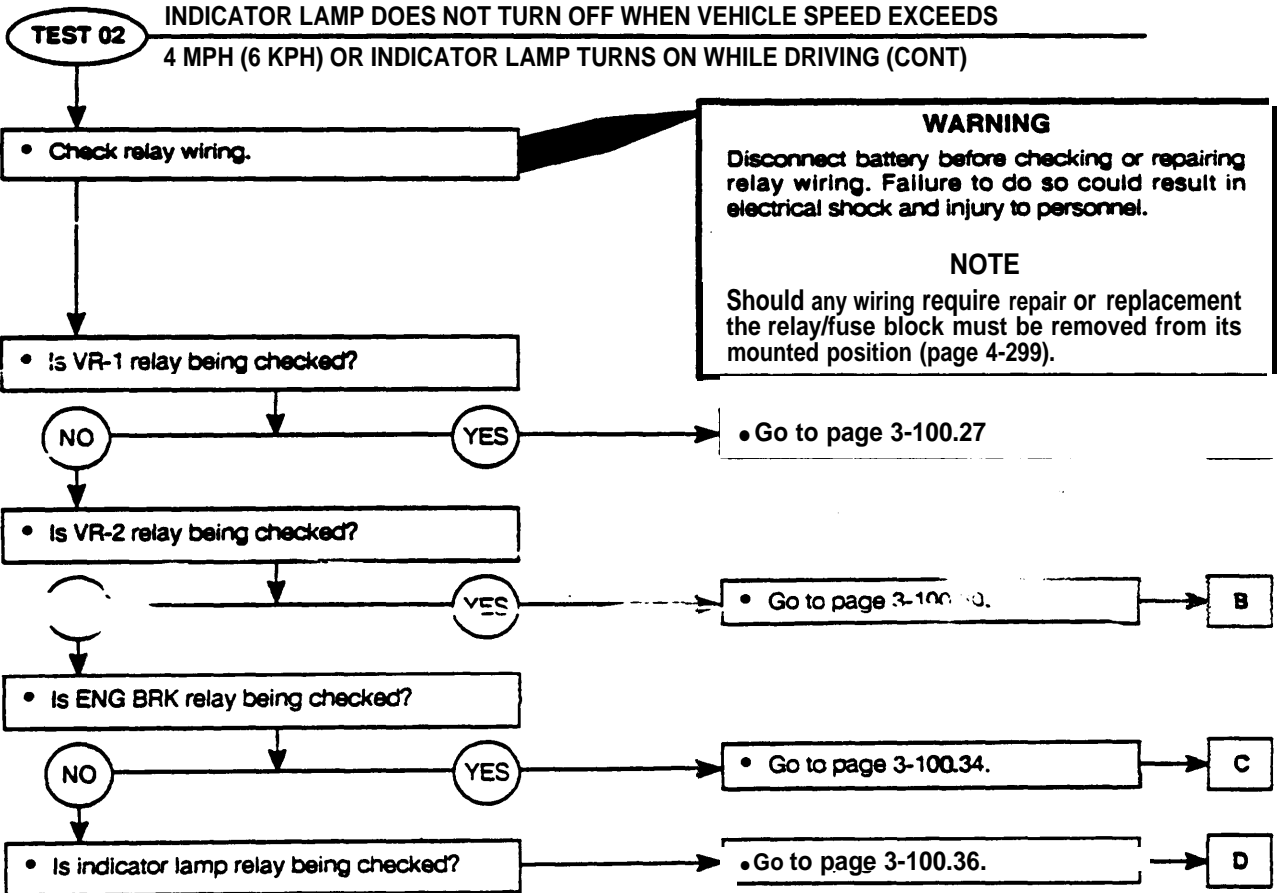 TEST 02
INDICATOR LAMP DOES NOT TURN OFF WHEN VEHICLE SPEED EXCEEDS
4 MPH (6 KPH) OR INDICATOR LAMP TURNS ON WHILE DRIVING (CONT)
• Check relay wiring.
WARNING
Disconnect battery before checking or repairing
relay wiring. Failure to do so could result in
electrical shock and injury to personnel.
NOTE
Should any wiring require repair or replacement
the relay/fuse block must be removed from its
mounted position (page 4-299).
• Is VR-1 relay being checked?
NO
YES
• Go to page 3-100.27
• Is VR-2 relay being checked?
YES
• Go to page
B
• Is ENG BRK relay being checked?
NO
YES
• Go to page 3-100.34.
C
• Is indicator lamp relay being checked?
• Go to page 3-100.36.
D